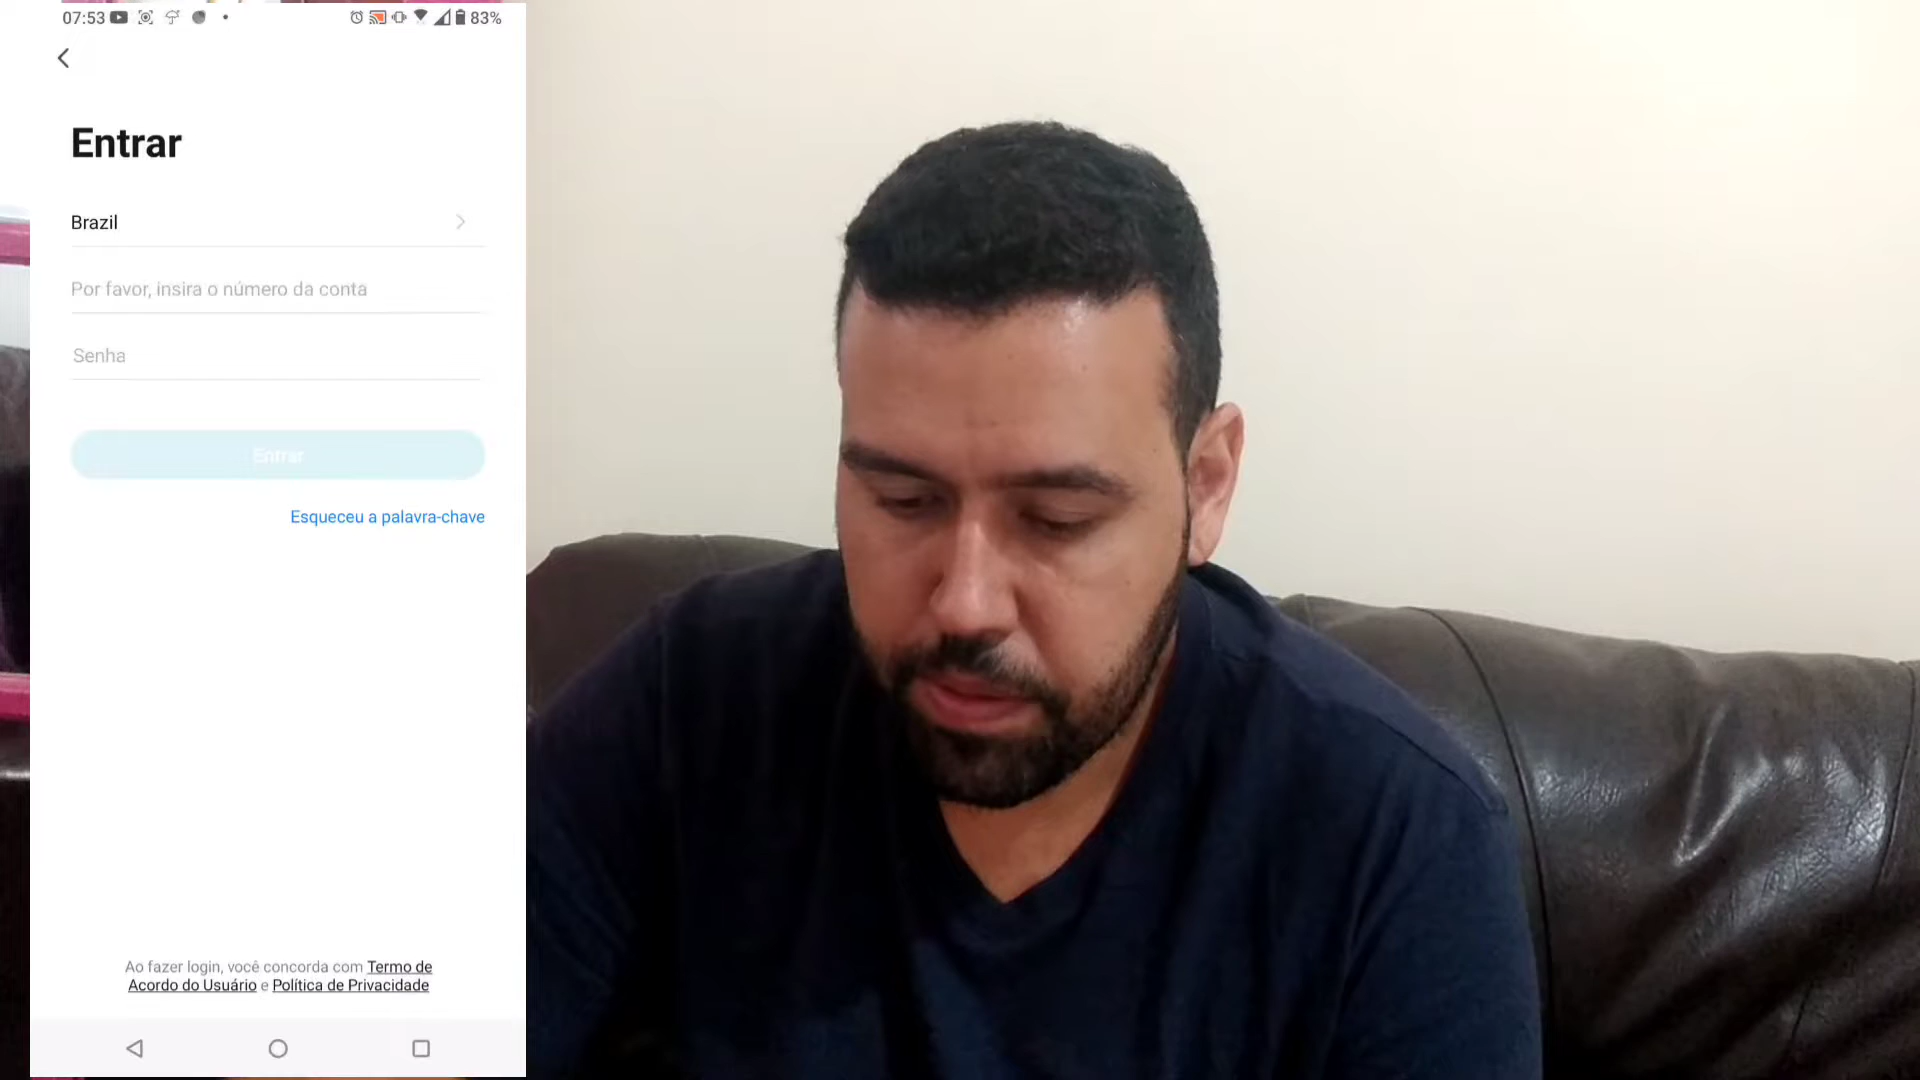 07:53 83%
Entrar
Brazil
Por favor, insira o número da conta
Senha
Entrar
Esqueceu a palavra-chave
Ao fazer login, você concorda com Termo de
Acordo do Usuário e Política de Privacidade